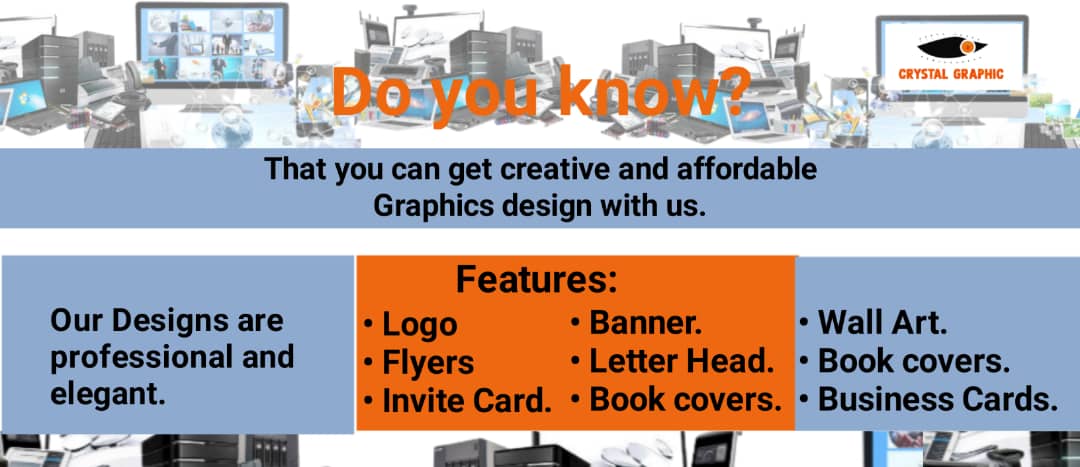 CRYSTAL GRAPHIC
Do you know?
That you can get creative and affordable
Graphics design with us.
Our Designs are
professional and
elegant.
Features:
• Logo
• Flyers
• Invite Card.
• Banner.
• Letter Head.
• Book covers.
• Wall Art.
• Book covers.
• Business Cards.